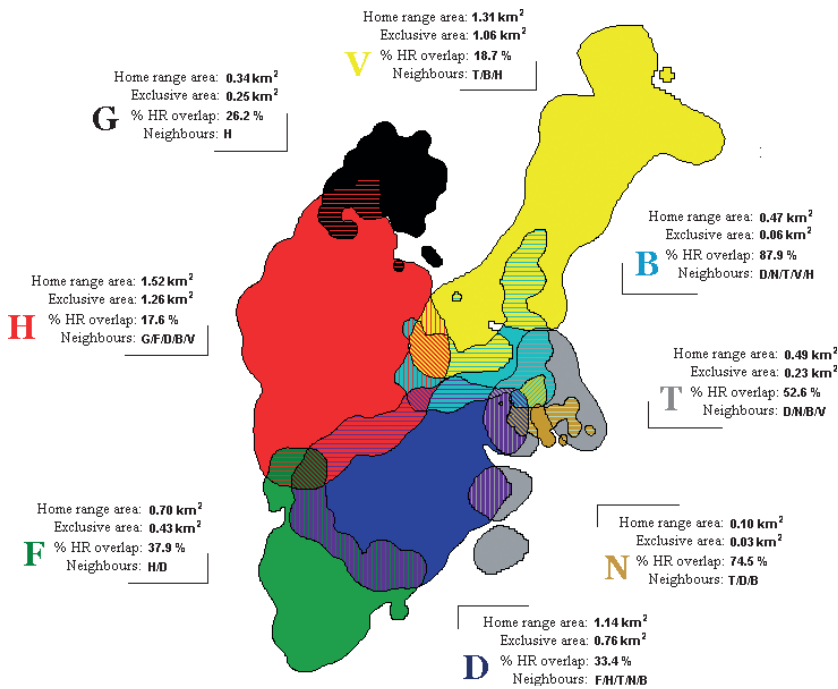 Home range area: 1.31 km²
Exclusive area: 1.06 km²
V % HR overlap: 18.7 %
Neighbours: T/B/H
Home range area: 0.34 km²
Exclusive area: 0.25 km²
G % HR overlap: 26.2 %
Neighbours: H
Home range area: 0.47 km²
Exclusive area: 0.06 km²
B % HR overlap: 87.9 %
Neighbours: D/N/T/V/H
Home range area: 1.52 km²
Exclusive area: 1.26 km²
H % HR overlap: 17.6 %
Neighbours: G/F/D/B/V
Home range area: 0.49 km²
Exclusive area: 0.23 km²
T % HR overlap: 52.6 %
Neighbours: D/N/B/V
Home range area: 0.70 km²
Exclusive area: 0.43 km²
F % HR overlap: 37.9 %
Neighbours: H/D
Home range area: 0.10 km²
Exclusive area: 0.03 km²
N % HR overlap: 74.5 %
Neighbours: T/D/B
Home range area: 1.14 km²
Exclusive area: 0.76 km²
D % HR overlap: 33.4 %
Neighbours: F/H/T/N/B